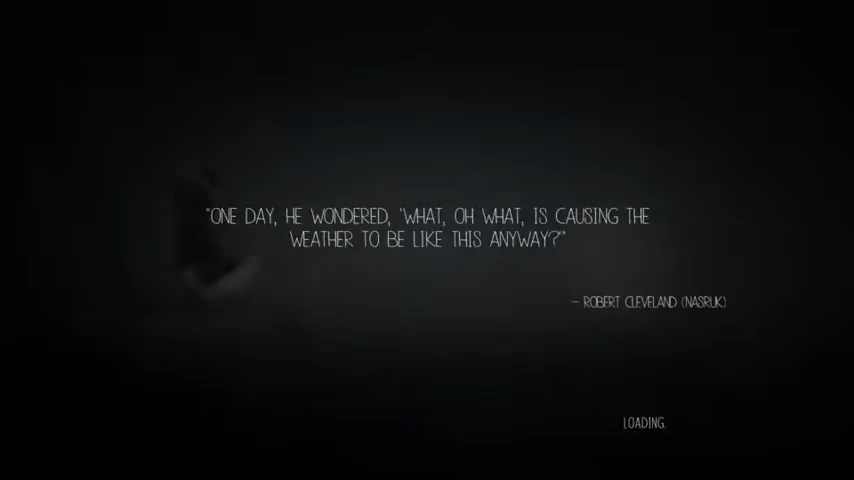 "ONE DAY, HE WONDERED, 'WHAT, OH WHAT, IS CAUSING THE
WEATHER TO BE LIKE THIS ANYWAY?'"
- ROBERT CLEVELAND (NASRUK)
LOADING.